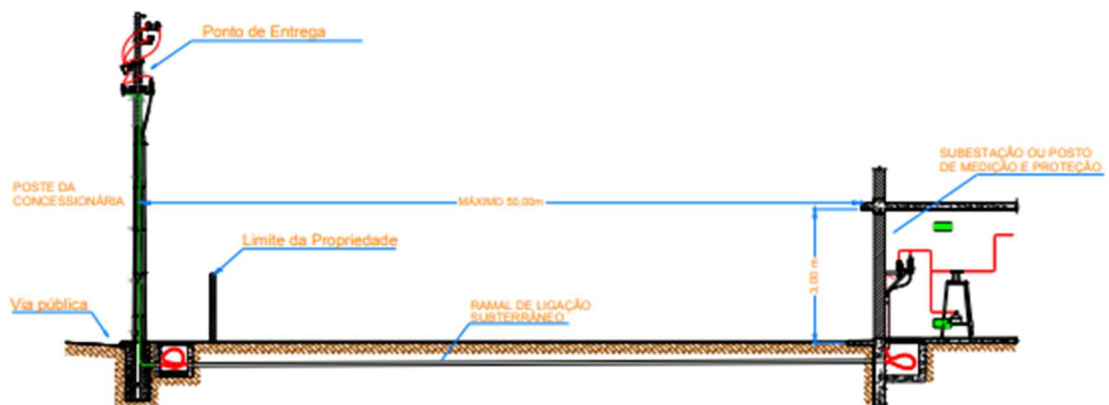 Ponto de Entrega
SUBESTAÇÃO OU POSTO
DE MEDIÇÃO E PROTEÇÃO
POSTE DA
CONCESSIONÁRIA
MÁXIMO 50,00m
Limite da Propriedade
3,00 m
Via pública
RAMAL DE LIGAÇÃO
SUBTERRÂNEO